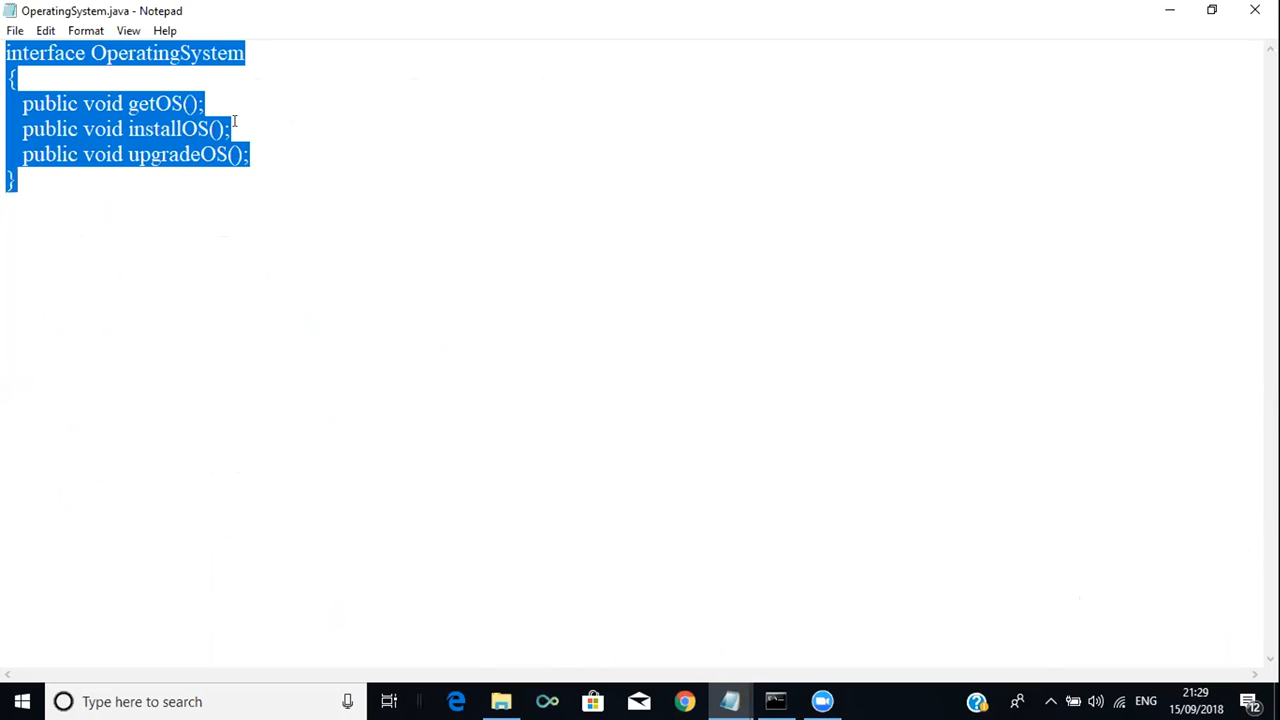 OperatingSystem.java - Notepad
File Edit Format View Help
interface OperatingSystem
{
public void getOS();
public void installOS();
public void upgradeOS();
}
Type here to search
ENG
21:29
15/09/2018
12